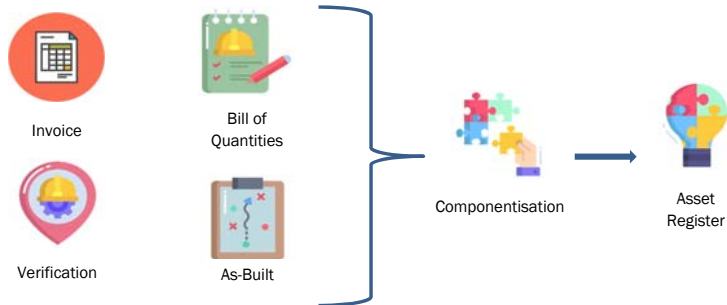 Invoice
Bill of
Quantities
Verification
As-Built
Componentisation
Asset
Register